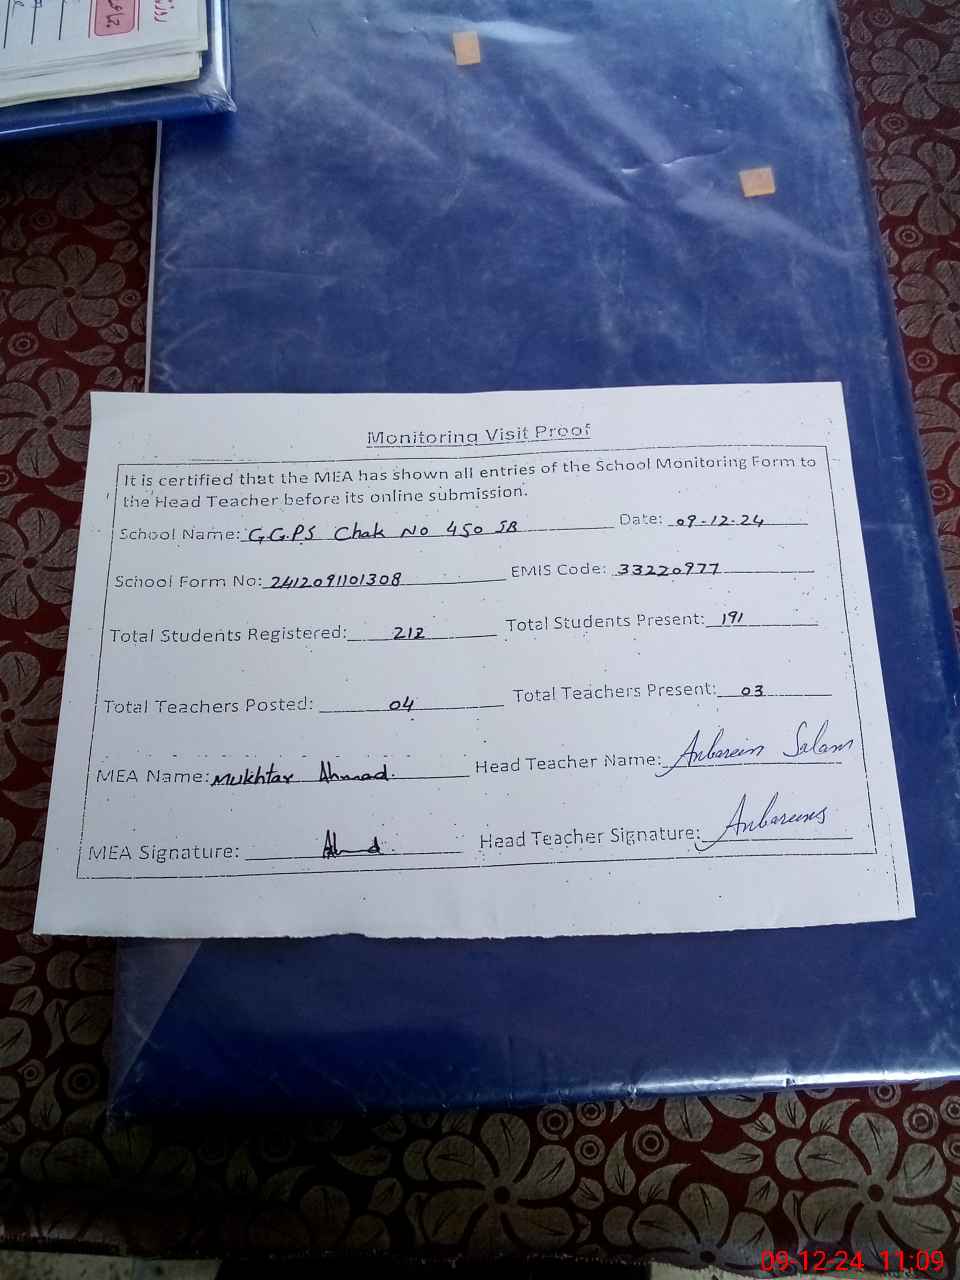 Monitoring Visit Proof
It is certified that the MEA has shown all entries of the School Monitoring Form to
the Head Teacher before its online submission.
School Name: G.G.P.S Chak No 450 JB Date: 09-12-24
School Form No: 2412091101308 EMIS Code: 33220977
Total Students Registered: 212 Total Students Present: 191
Total Teachers Posted: 04 Total Teachers Present: 03
MEA Name: Mukhtar Ahmad. Head Teacher Name: Anbarein Salam
MEA Signature: Head Teacher Signature:
09-12-24 11:09